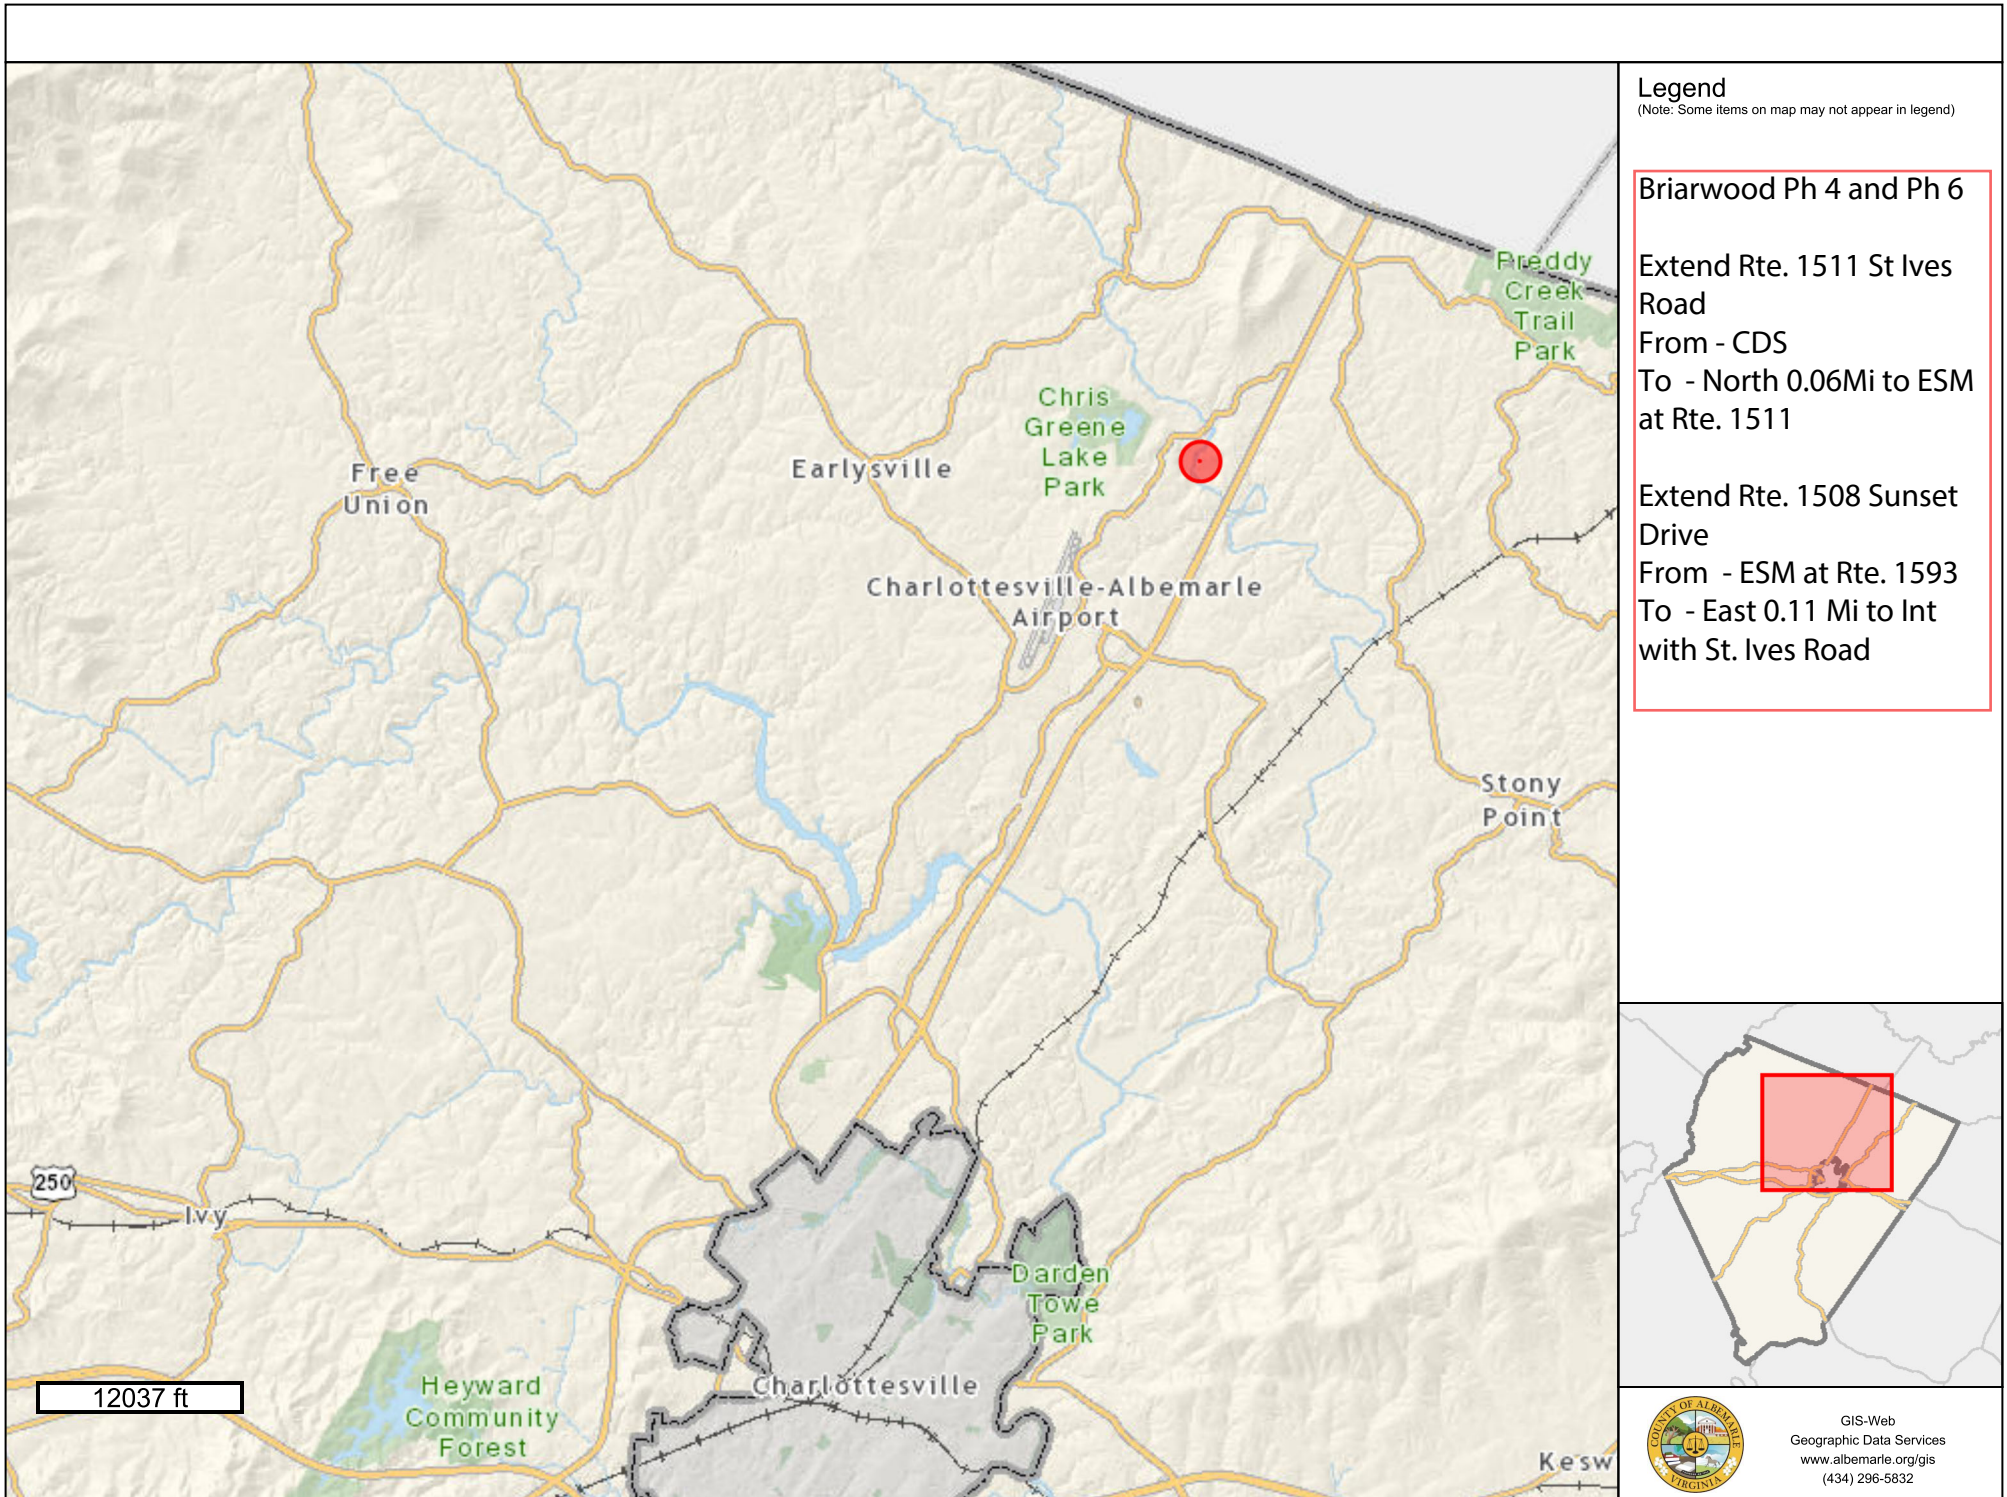 Legend
(Note: Some items on map may not appear in legend)
Briarwood Ph 4 and Ph 6
Extend Rte. 1511 St Ives
Road
From - CDS
To - North 0.06Mi to ESM
at Rte. 1511
Extend Rte. 1508 Sunset
Drive
From - ESM at Rte. 1593
To - East 0.11 Mi to Int
with St. Ives Road
Preddy
Creek
Trail
Park
Chris
Greene
Lake
Park
Earlysville
Free
Union
Charlottesville-Albemarle
Airport
Stony
Point
250
Ivy
Darden
Towe
Park
Charlottesville
Heyward
Community
Forest
Kesw
12037 ft
COUNTY OF ALBEMARLE
VIRGINIA
GIS-Web
Geographic Data Services
www.albemarle.org/gis
(434) 296-5832